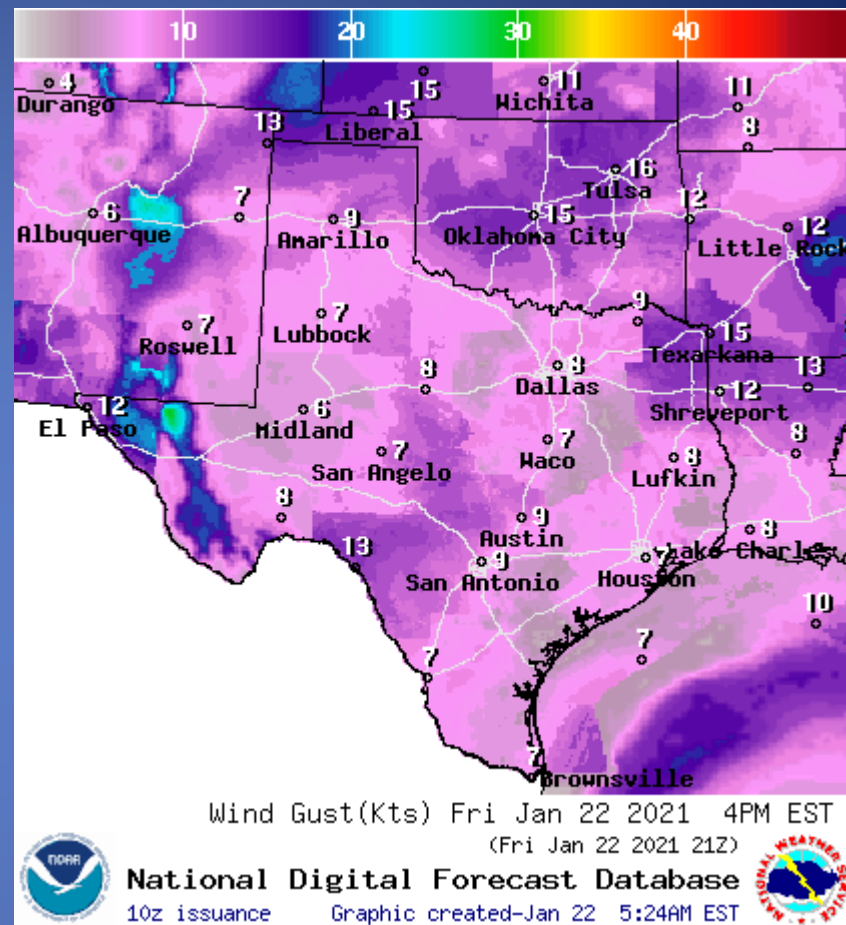 10 20 30 40
4
Durango
15
11
Wichita
11
15
Liberal
13
8
16
Tulsa
6
Albuquerque
7
9
Amarillo
15
Oklahoma City
12
12
Little Rock
7
Roswell
7
Lubbock
9
15
Texarkana
8
8
Dallas
13
12
Shreveport
12
El Paso
6
Midland
7
San Angelo
7
Waco
8
Lufkin
8
8
9
Austin
8
Lake Charles
13
9
San Antonio
7
Houston
10
7
7
7
Brownsville
Wind Gust(Kts) Fri Jan 22 2021 4PM EST
(Fri Jan 22 2021 21Z)
NOAA
National Digital Forecast Database
10z issuance Graphic created-Jan 22 5:24AM EST
NATIONAL WEATHER SERVICE